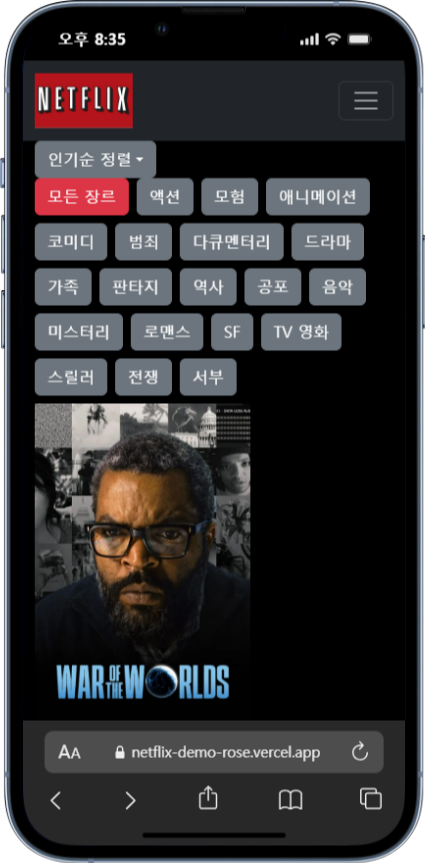 오후 8:35
NETFLIX
인기순 정렬
모든 장르 액션 모험 애니메이션
코미디 범죄 다큐멘터리 드라마
가족 판타지 역사 공포 음악
미스터리 로맨스 SF TV 영화
스릴러 전쟁 서부
WAR OF THE WORLDS
AA netflix-demo-rose.vercel.app